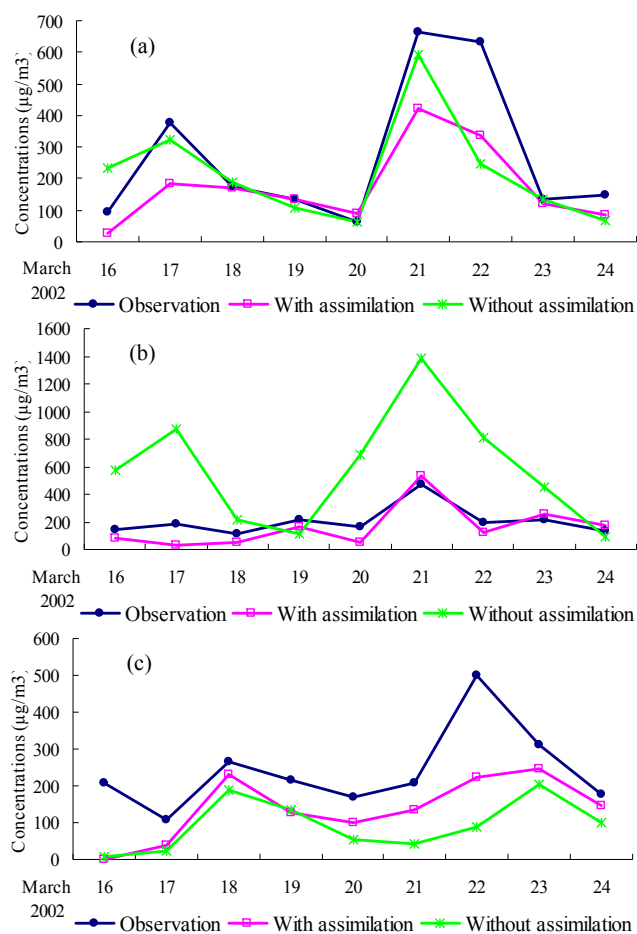 (a)
Concentrations (μg/m3)
700
600
500
400
300
200
100
0
March 16 17 18 19 20 21 22 23 24
2002
Observation With assimilation Without assimilation
(b)
Concentrations (μg/m3)
1600
1400
1200
1000
800
600
400
200
0
March 16 17 18 19 20 21 22 23 24
2002
Observation With assimilation Without assimilation
(c)
Concentrations (μg/m3)
600
500
400
300
200
100
0
March 16 17 18 19 20 21 22 23 24
2002
Observation With assimilation Without assimilation